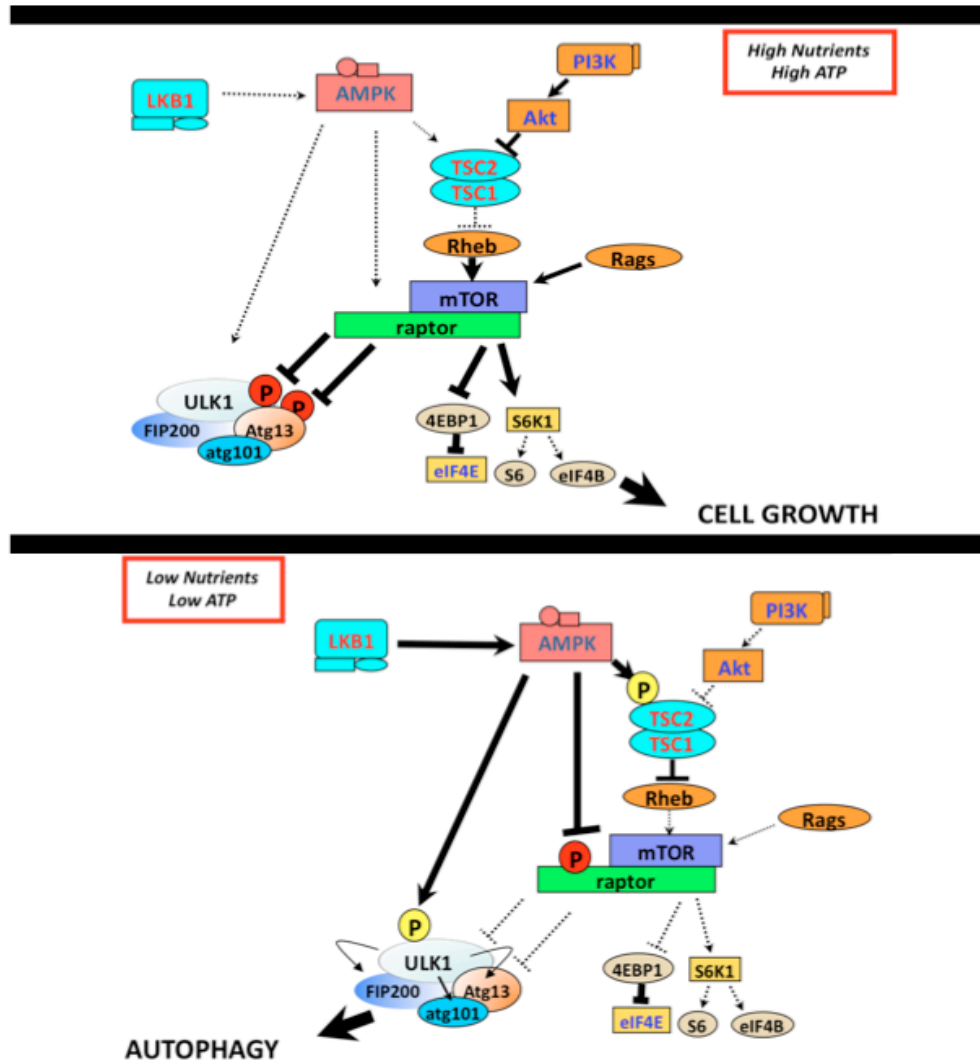 High Nutrients
High ATP
PI3K
LKB1
AMPK
Akt
TSC2
TSC1
Rheb
Rags
mTOR
raptor
P
P
ULK1
FIP200
Atg13
atg101
4EBP1
S6K1
eIF4E
S6
eIF4B
CELL GROWTH
Low Nutrients
Low ATP
PI3K
LKB1
AMPK
Akt
P
TSC2
TSC1
Rheb
Rags
mTOR
P
raptor
P
ULK1
FIP200
Atg13
atg101
4EBP1
S6K1
eIF4E
S6
eIF4B
AUTOPHAGY